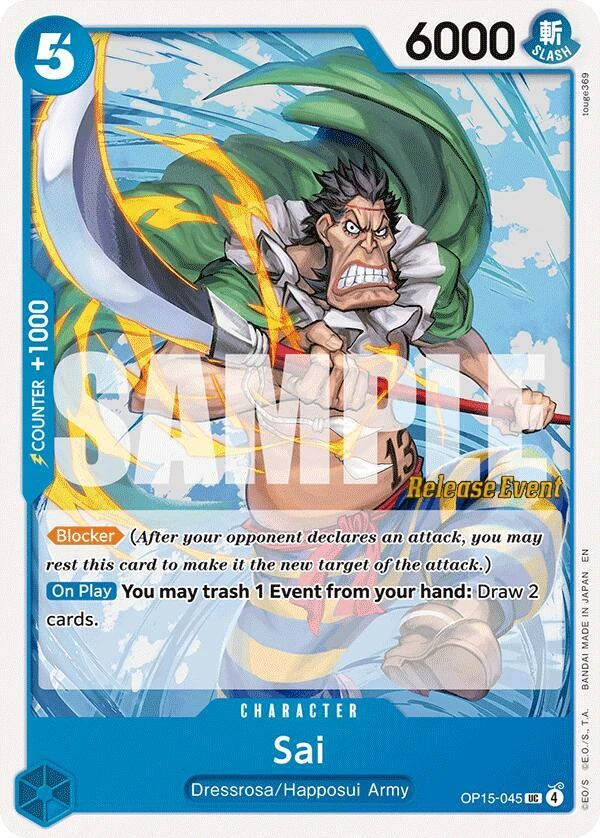 5
6000
斬
SLASH
touge369
COUNTER +1000
SAMPLE
13
Release Event
Blocker (After your opponent declares an attack, you may
rest this card to make it the new target of the attack.)
On Play You may trash 1 Event from your hand: Draw 2
cards.
CHARACTER
Sai
Dressrosa/Happosui Army
OP15-045 UC 4
©EO/S ©E.O./S., T.A. BANDAI MADE IN JAPAN EN